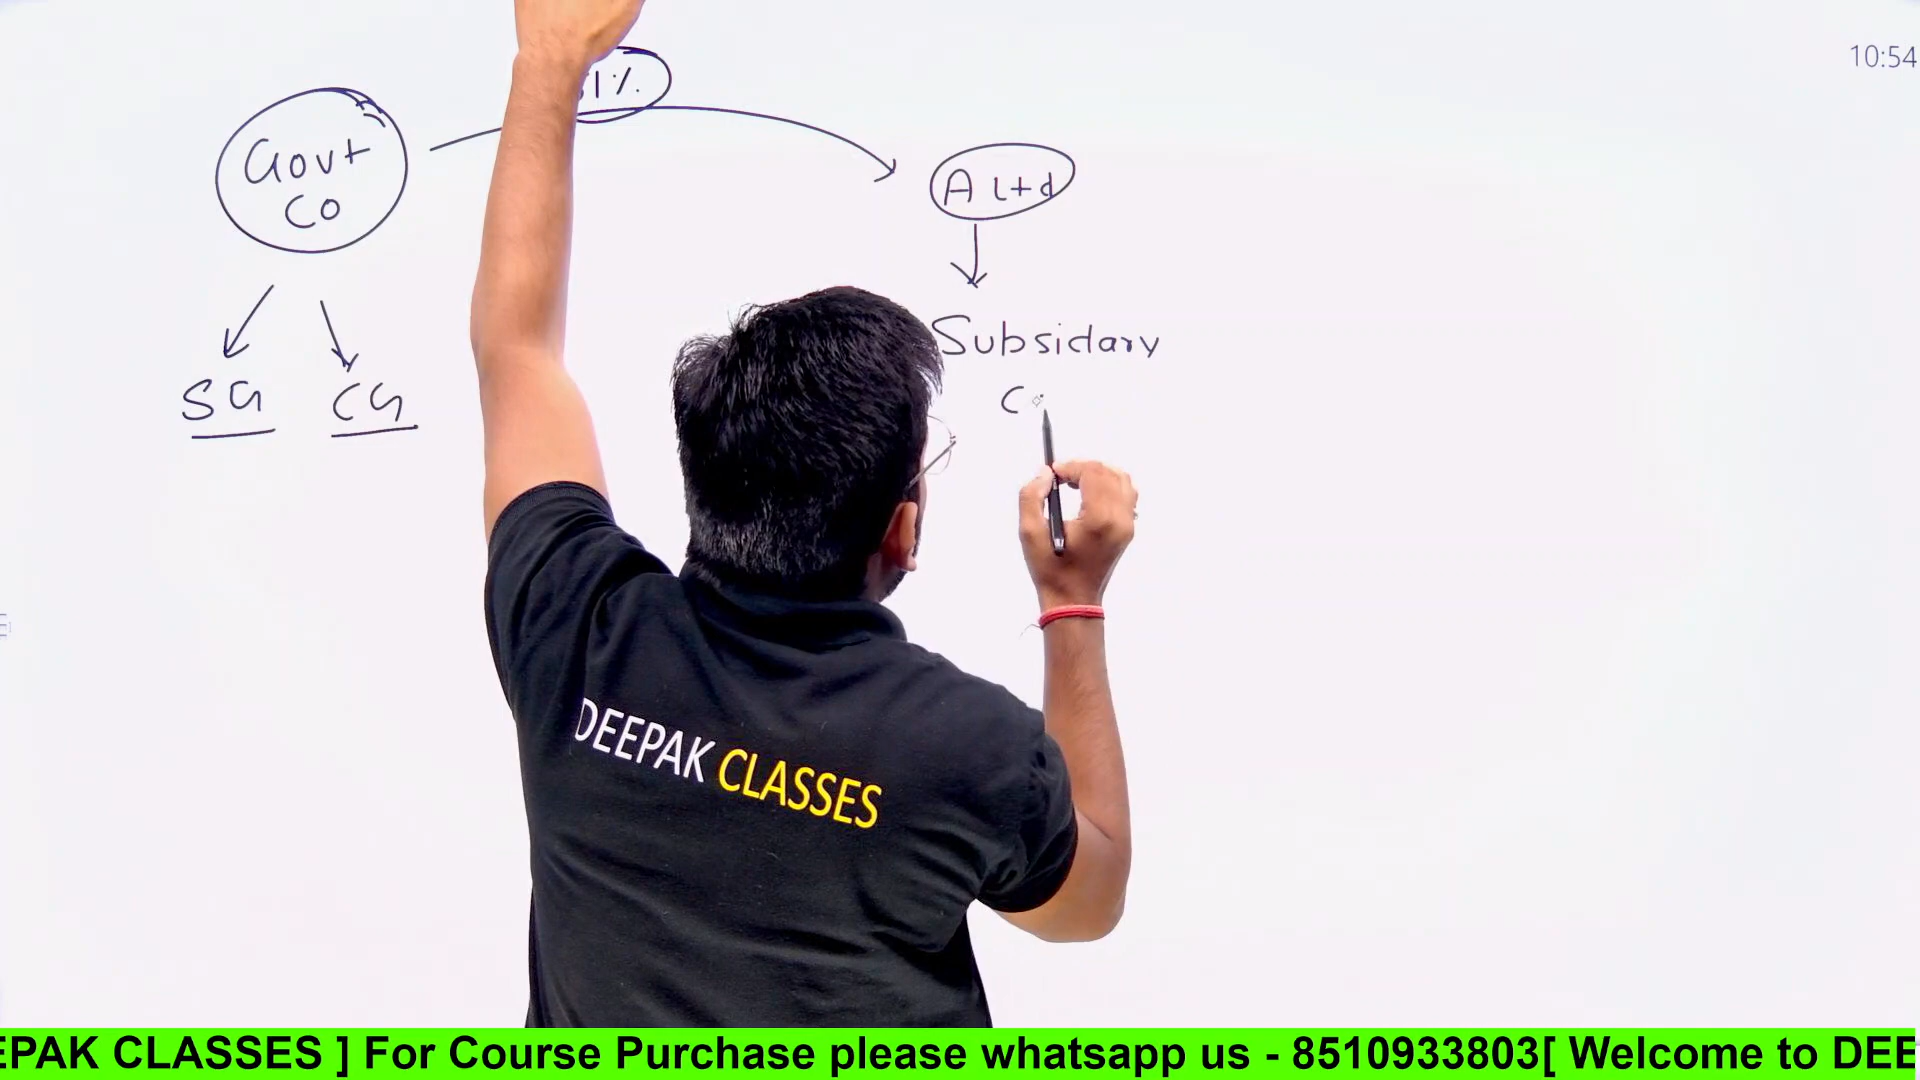 10:54
Govt
CO
A Ltd
SG CG
Subsidary
C
DEEPAK CLASSES
EPAK CLASSES ] For Course Purchase please whatsapp us - 8510933803[ Welcome to DEE